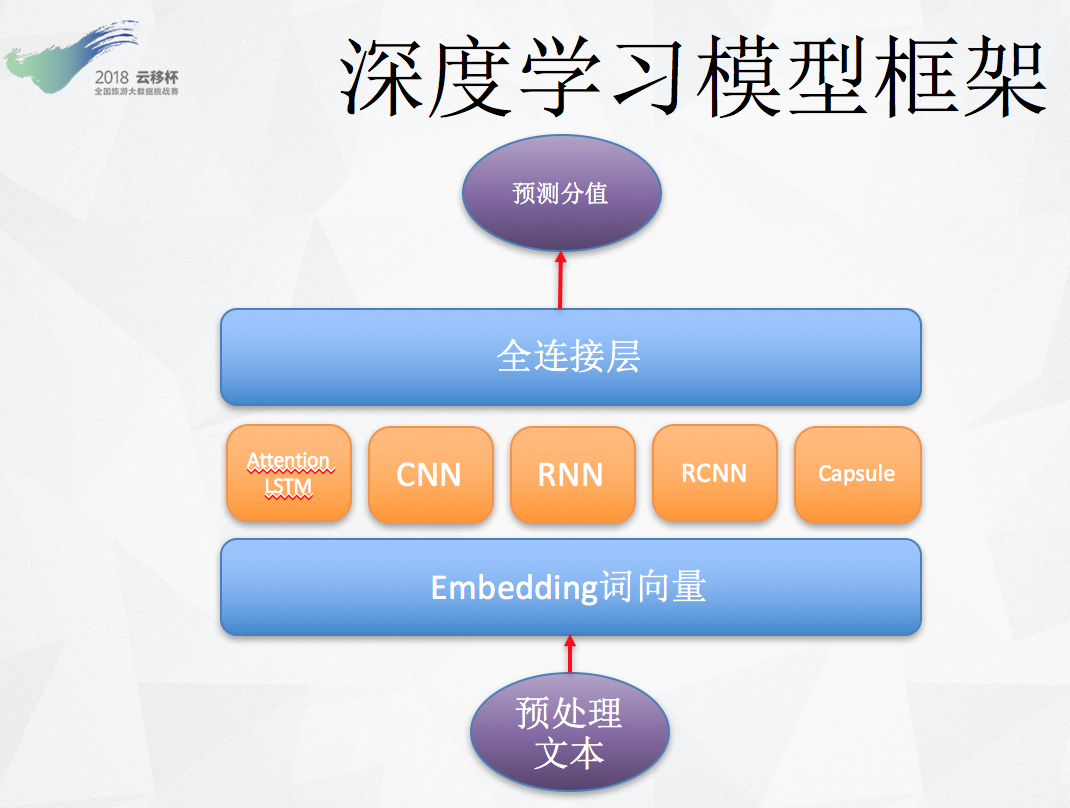 2018 云移杯
全国旅游大数据挑战赛
深度学习模型框架
预测分值
全连接层
Attention
LSTM
CNN
RNN
RCNN
Capsule
Embedding词向量
预处理
文本